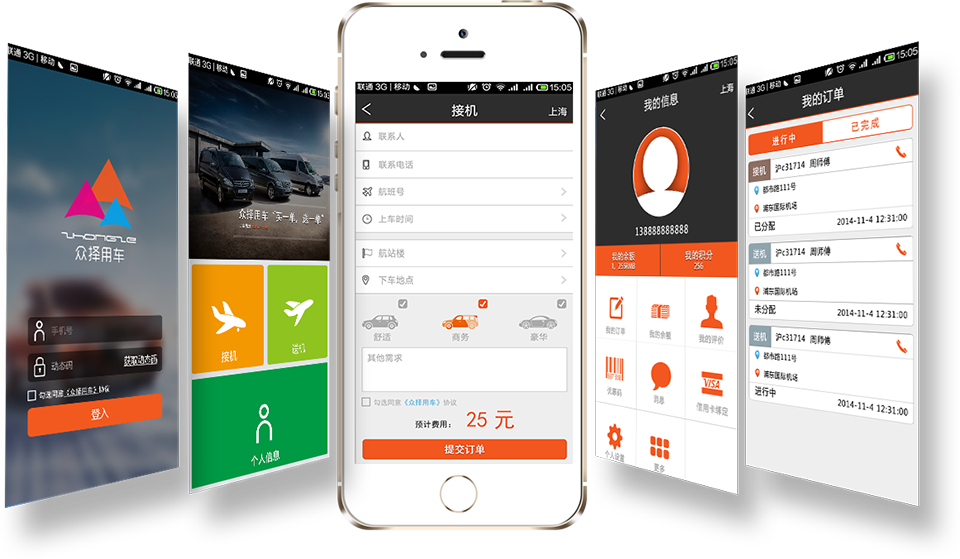 联通 3G | 移动
15:00
zhongze
众择用车
手机号
动态码
获取动态码
勾选同意《众择用车》协议
登入
联通 3G | 移动
众择用车 “买一单,送一单”
接机
送机
个人信息
联通 3G | 移动
15:05
接机
上海
联系人
联系电话
航班号
上车时间
航站楼
下车地点
舒适
商务
豪华
其他需求
勾选同意《众择用车》协议
预计费用: 25 元
提交订单
联通 3G | 移动
15:05
我的信息
上海
138888888888
我的余额
1,256RMB
我的积分
256
我的订单
我的余额
我的评价
优惠码
消息
VISA
信用卡绑定
个人设置
更多
联通 3G | 移动
15:05
我的订单
进行中
已完成
接机
沪c31714 周师傅
都市路111号
浦东国际机场
已分配
2014-11-4 12:31:00
送机
沪c31714 周师傅
都市路111号
浦东国际机场
未分配
2014-11-4 12:31:00
送机
沪c31714 周师傅
都市路111号
浦东国际机场
进行中
2014-11-4 12:31:00